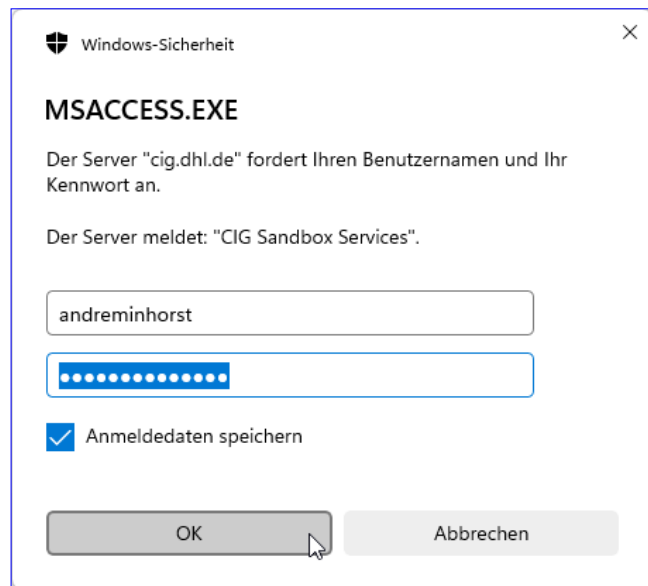 Windows-Sicherheit
MSACCESS.EXE
Der Server "cig.dhl.de" fordert Ihren Benutzernamen und Ihr
Kennwort an.
Der Server meldet: "CIG Sandbox Services".
andreminhorst
••••••••••••••
Anmeldedaten speichern
OK
Abbrechen